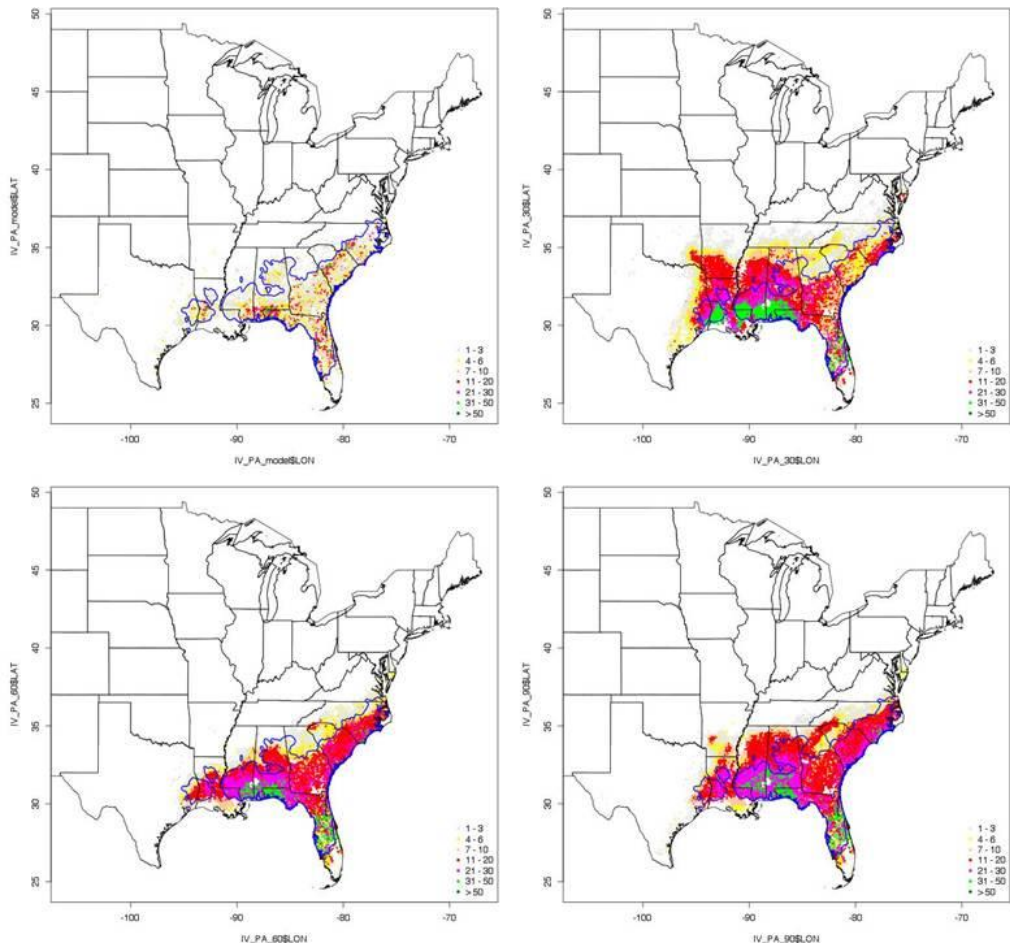 50
45
40
35
30
25
IV_PA_model$LAT
-100
-90
-80
-70
IV_PA_model$LON
1 - 3
4 - 6
7 - 10
11 - 20
21 - 30
31 - 50
> 50
50
45
40
35
30
25
IV_PA_30$LAT
-100
-90
-80
-70
IV_PA_30$LON
1 - 3
4 - 6
7 - 10
11 - 20
21 - 30
31 - 50
> 50
50
45
40
35
30
25
IV_PA_60$LAT
-100
-90
-80
-70
IV_PA_60$LON
1 - 3
4 - 6
7 - 10
11 - 20
21 - 30
31 - 50
> 50
50
45
40
35
30
25
IV_PA_90$LAT
-100
-90
-80
-70
IV_PA_90$LON
1 - 3
4 - 6
7 - 10
11 - 20
21 - 30
31 - 50
> 50